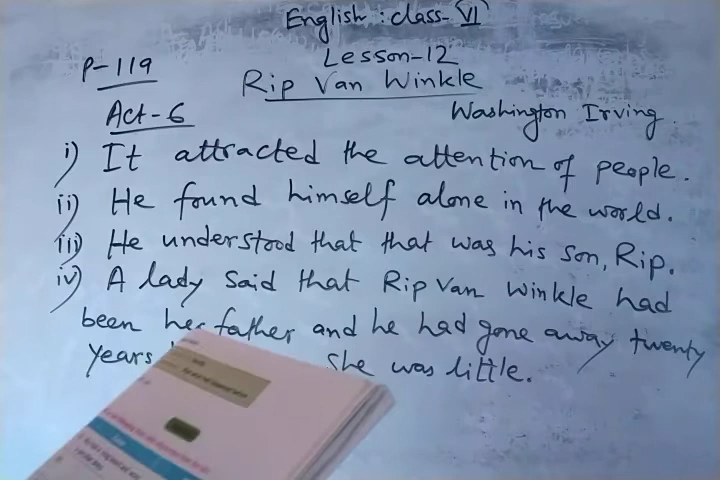 English : class - VI
Lesson-12
P-119
Rip Van Winkle
Act-6
Washington Irving.
i) It attracted the attention of people.
ii) He found himself alone in the world.
iii) He understood that that was his son, Rip.
iv) A lady said that Rip Van Winkle had
been her father and he had gone away twenty
years
she was little.